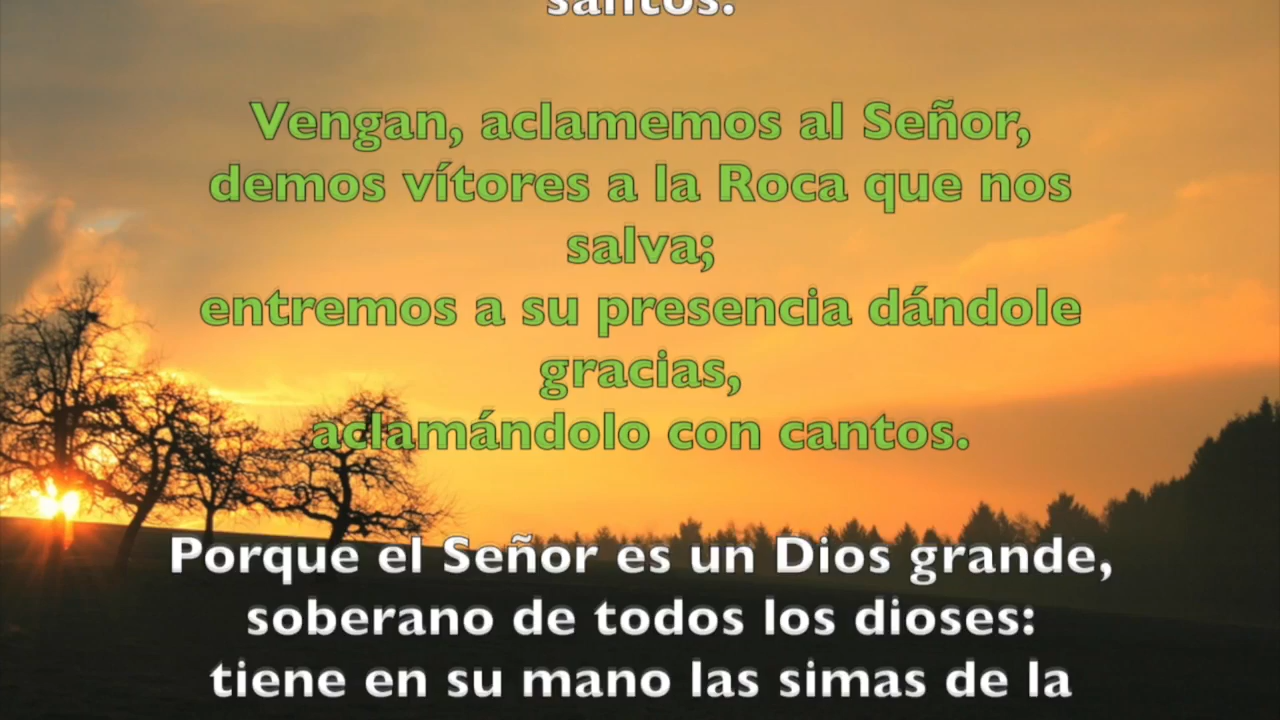 santos.
Vengan, aclamemos al Señor,
demos vítores a la Roca que nos
salva;
entremos a su presencia dándole
gracias,
aclamándolo con cantos.
Porque el Señor es un Dios grande,
soberano de todos los dioses:
tiene en su mano las simas de la